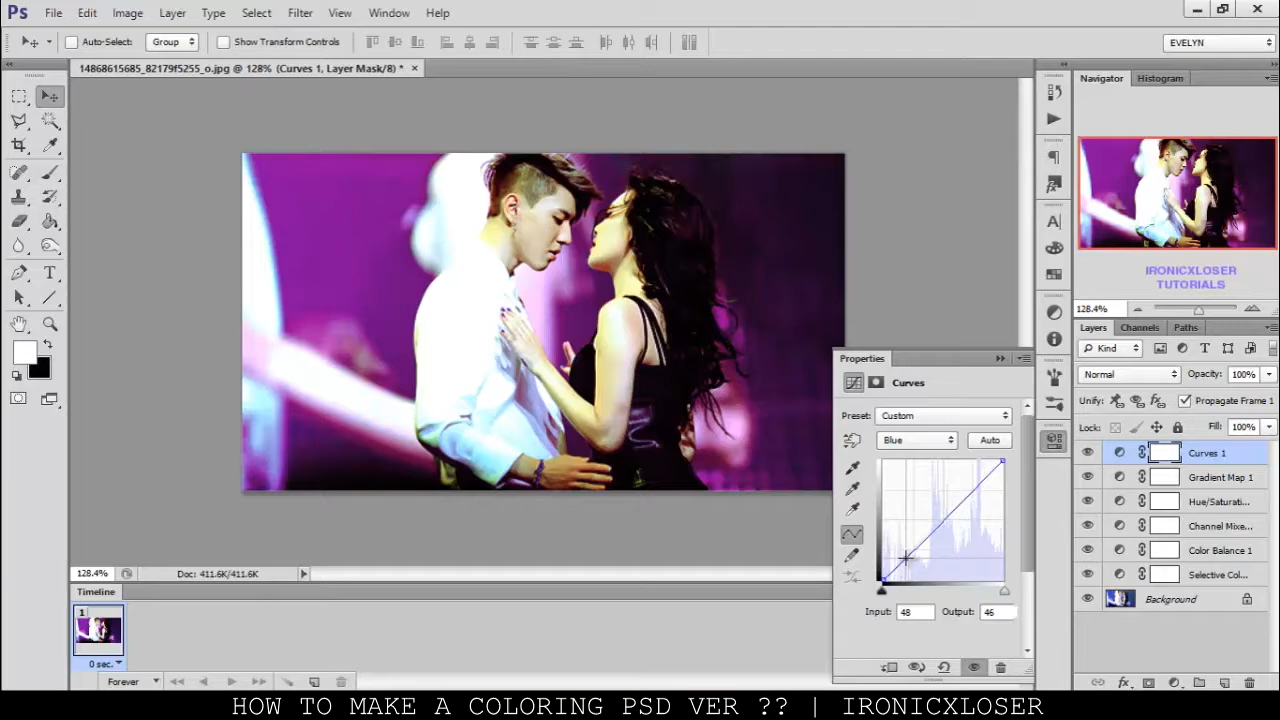 Ps File Edit Image Layer Type Select Filter View Window Help
Auto-Select: Group Show Transform Controls EVELYN
14868615685_82179f5255_o.jpg @ 128% (Curves 1, Layer Mask/8) * ×
Navigator Histogram
IRONICXLOSER
TUTORIALS
128.4%
Layers Channels Paths
Kind
Normal Opacity: 100%
Unify: Propagate Frame 1
Lock: Fill: 100%
Curves 1
Gradient Map 1
Hue/Saturati...
Channel Mixe...
Color Balance 1
Selective Col...
Background
Properties
Curves
Preset: Custom
Blue Auto
Input: 48 Output: 46
128.4% Doc: 411.6K/411.6K
Timeline
1
0 sec.
Forever
HOW TO MAKE A COLORING PSD VER ?? | IRONICXLOSER